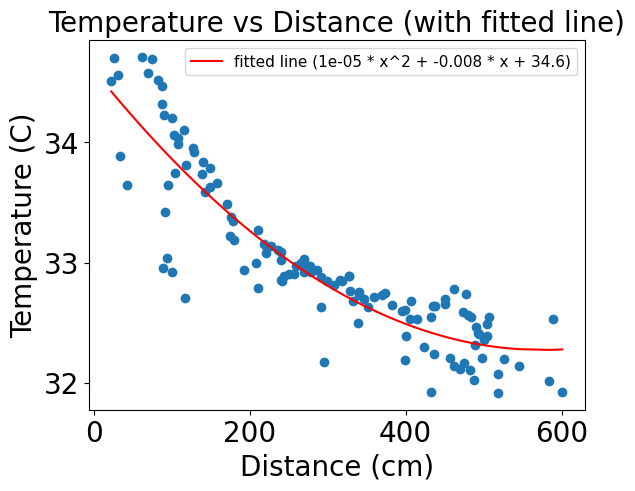 Temperature vs Distance (with fitted line)
fitted line (1e-05 * x^2 + -0.008 * x + 34.6)
Temperature (C)
34
33
32
0 200 400 600
Distance (cm)